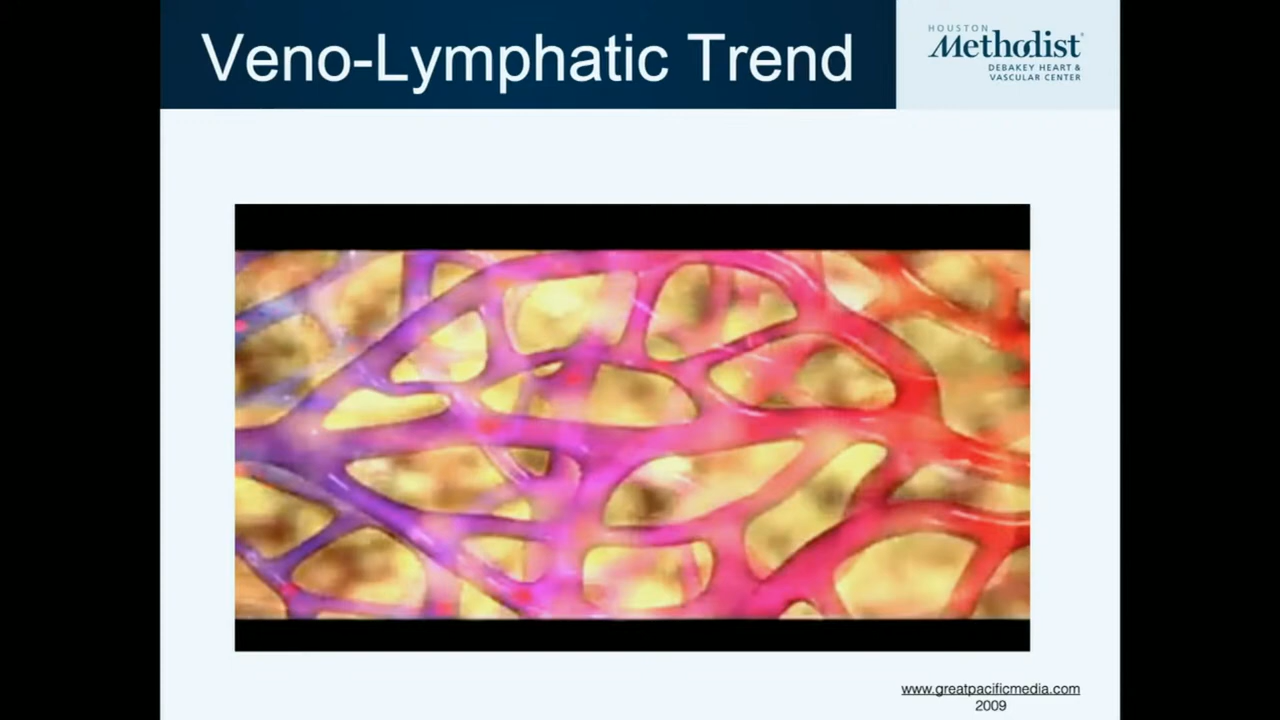 Veno-Lymphatic Trend
HOUSTON
Methodist®
DEBAKEY HEART &
VASCULAR CENTER
www.greatpacificmedia.com
2009